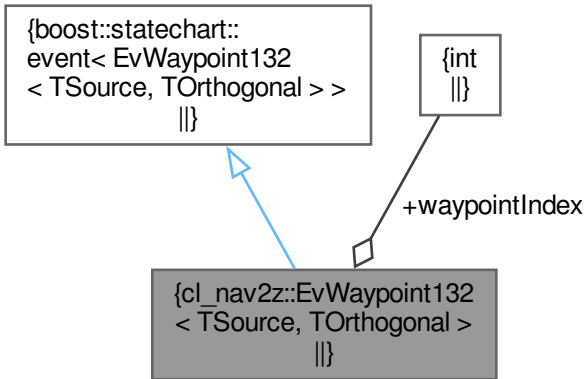 {boost::statechart::
event< EvWaypoint132
< TSource, TOrthogonal > >
||}
{int
||}
+waypointIndex
{cl_nav2z::EvWaypoint132
< TSource, TOrthogonal >
||}